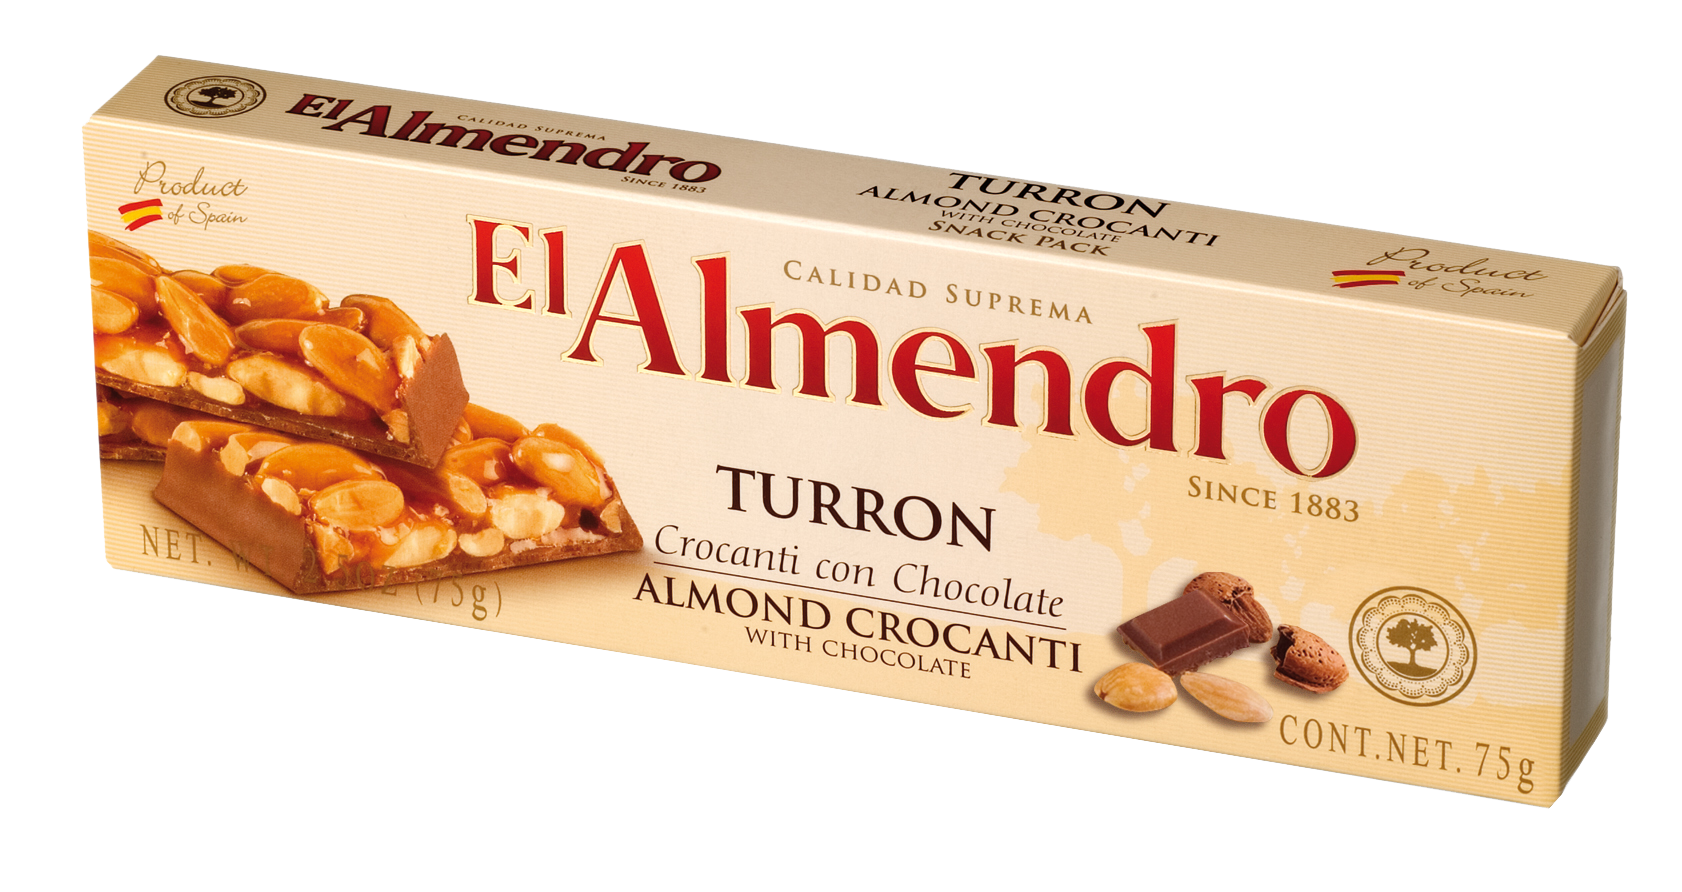 El Almendro
CALIDAD SUPREMA
SINCE 1883
TURRON
ALMOND CROCANTI
WITH CHOCOLATE
SNACK PACK
Product
of Spain
Product
of Spain
El Almendro
CALIDAD SUPREMA
SINCE 1883
TURRON
Crocanti con Chocolate
ALMOND CROCANTI
WITH CHOCOLATE
NET. (75g)
CONT.NET. 75g